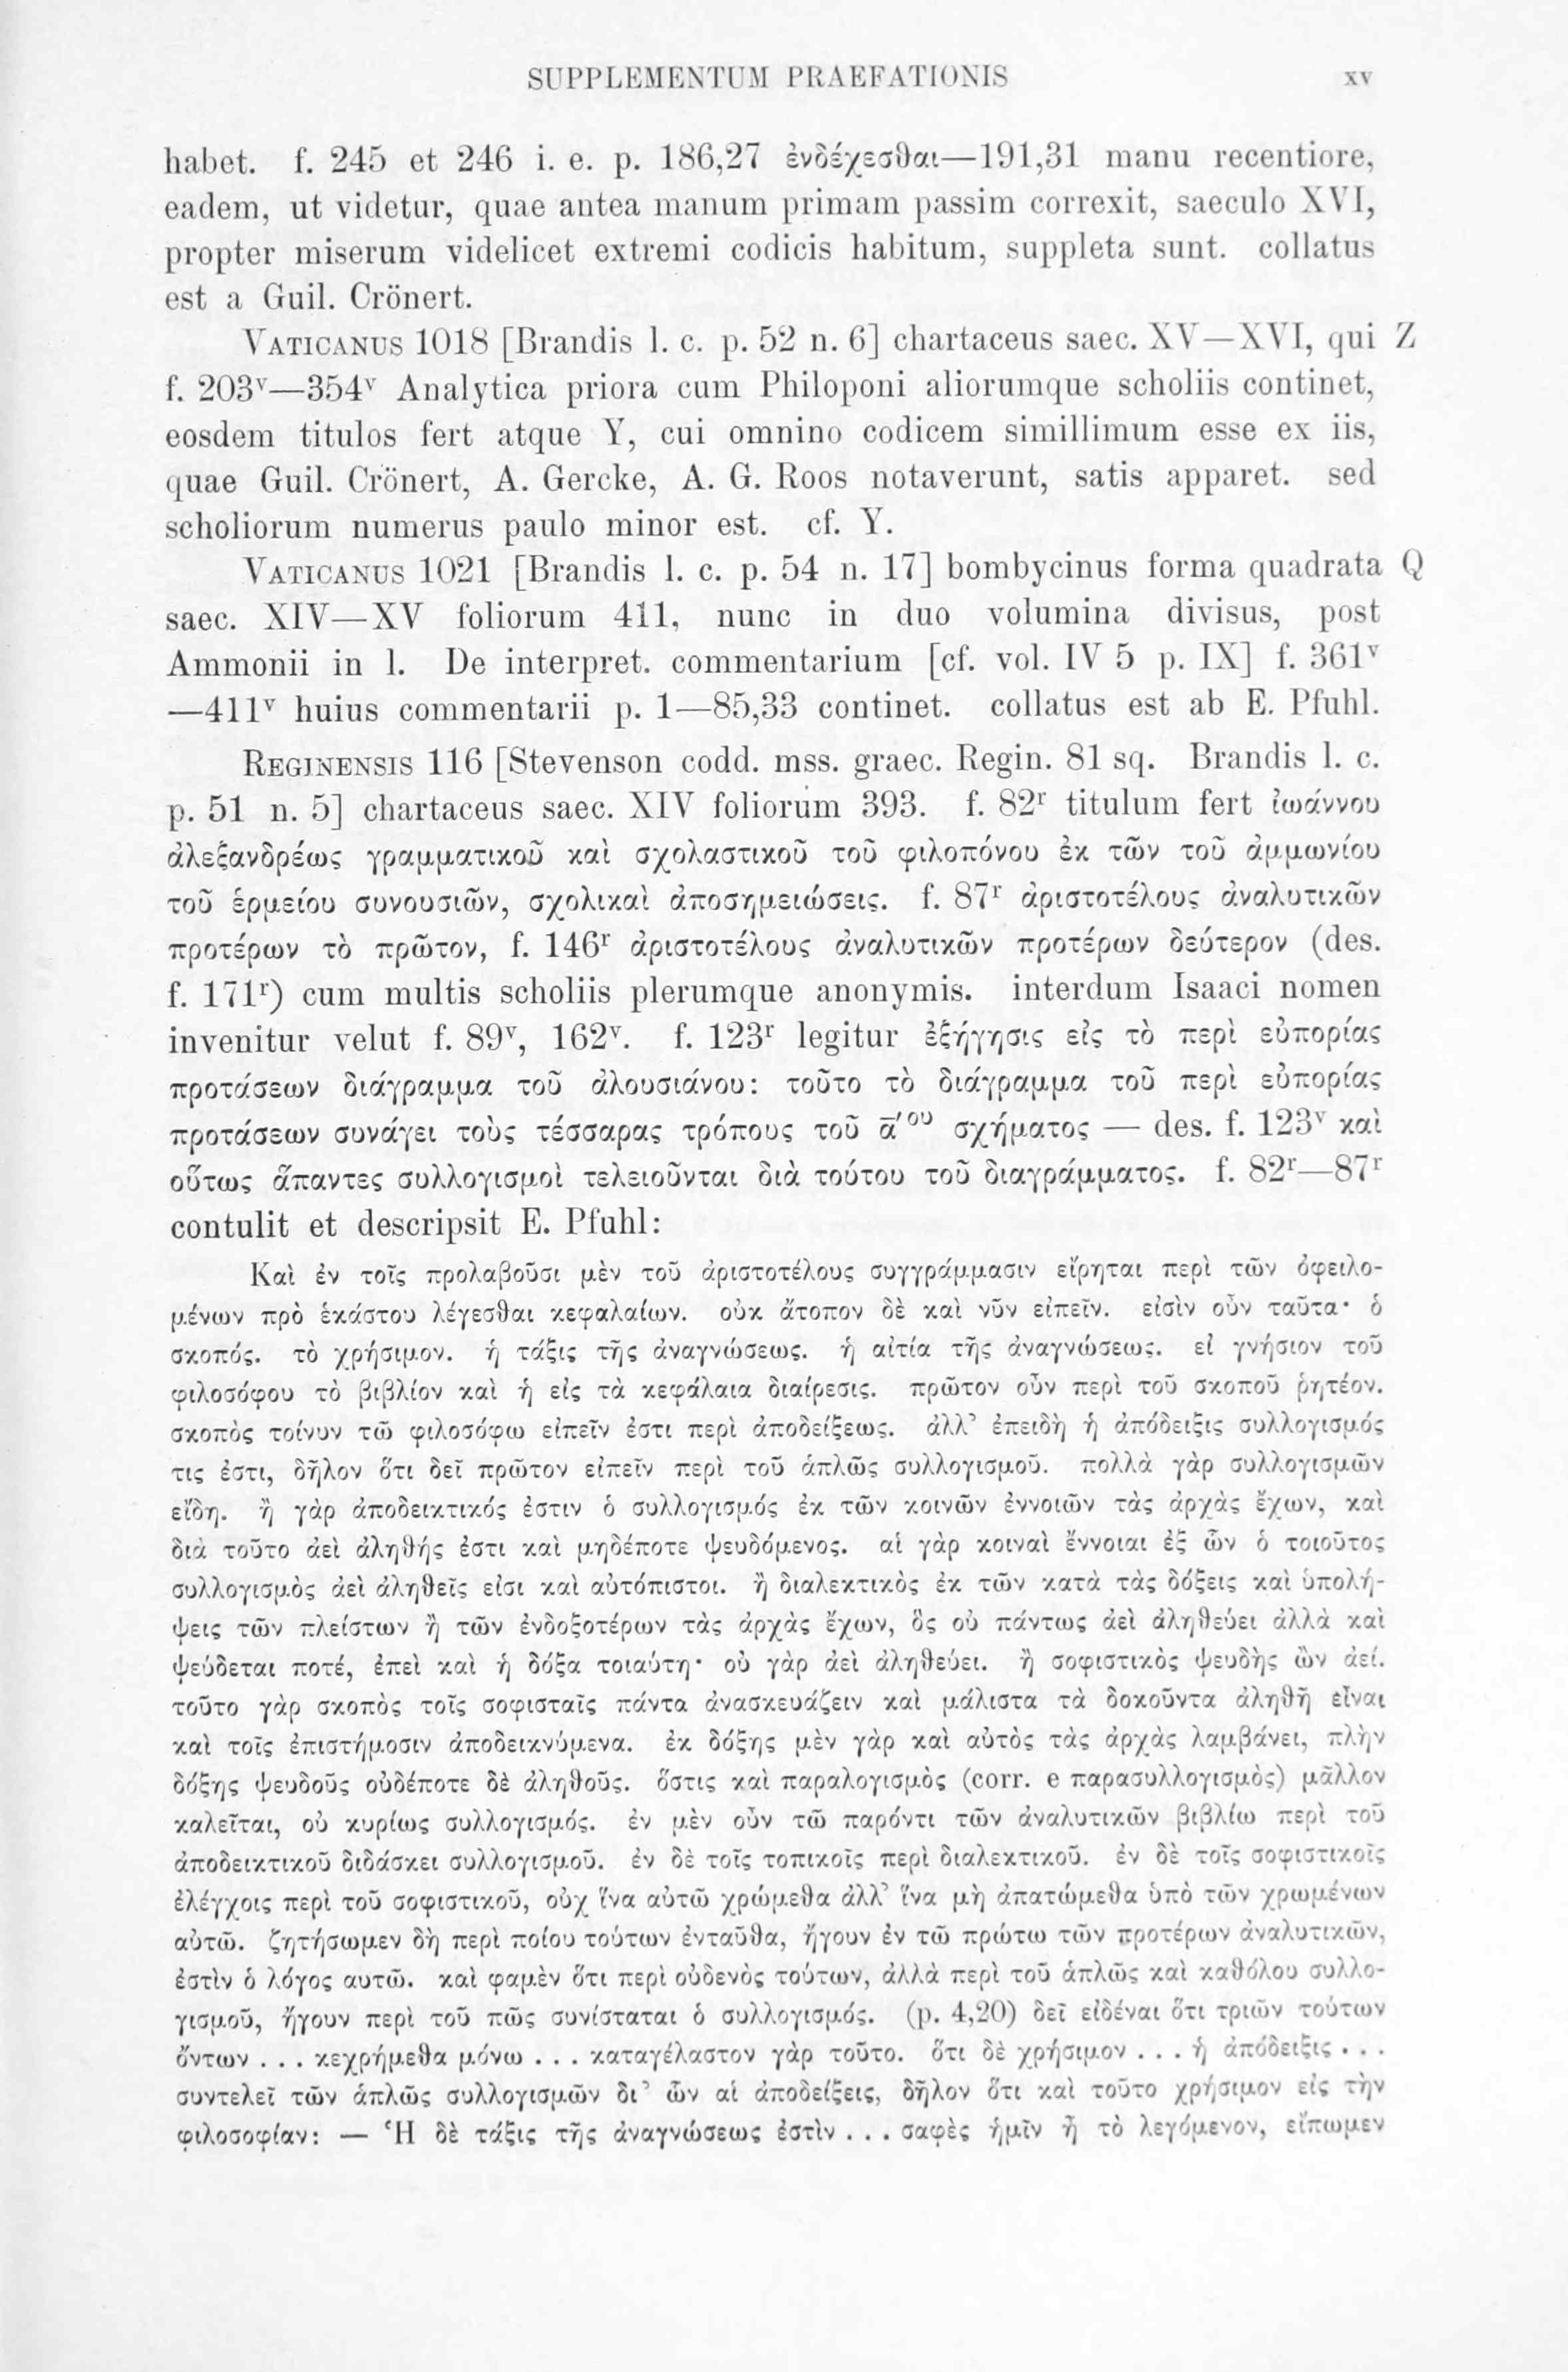 SUPPLEMENTUM PRAEFATIONIS xv
habet. f. 245 et 246 i. e. p. 186,27 ἐνδέχεσθαι—191,31 manu recentiore,
eadem, ut videtur, quae antea manum primam passim correxit, saeculo XVI,
propter miserum videlicet extremi codicis habitum, suppleta sunt. collatus
est a Guil. Crönert.
VATICANUS 1018 [Brandis l. c. p. 52 n. 6] chartaceus saec. XV—XVI, qui Z
f. 203ᵛ—354ᵛ Analytica priora cum Philoponi aliorumque scholiis continet,
eosdem titulos fert atque Y, cui omnino codicem simillimum esse ex iis,
quae Guil. Crönert, A. Gercke, A. G. Roos notaverunt, satis apparet. sed
scholiorum numerus paulo minor est. cf. Y.
VATICANUS 1021 [Brandis l. c. p. 54 n. 17] bombycinus forma quadrata Q
saec. XIV—XV foliorum 411, nunc in duo volumina divisus, post
Ammonii in l. De interpret. commentarium [cf. vol. IV 5 p. IX] f. 361ᵛ
—411ᵛ huius commentarii p. 1—85,33 continet. collatus est ab E. Pfuhl.
REGINENSIS 116 [Stevenson codd. mss. graec. Regin. 81 sq. Brandis l. c.
p. 51 n. 5] chartaceus saec. XIV foliorum 393. f. 82ʳ titulum fert ἰωάννου
ἀλεξανδρέως γραμματικοῦ καὶ σχολαστικοῦ τοῦ φιλοπόνου ἐκ τῶν τοῦ ἀμμωνίου
τοῦ ἑρμείου συνουσιῶν, σχολικαὶ ἀποσημειώσεις. f. 87ʳ ἀριστοτέλους ἀναλυτικῶν
προτέρων τὸ πρῶτον, f. 146ʳ ἀριστοτέλους ἀναλυτικῶν προτέρων δεύτερον (des.
f. 171ʳ) cum multis scholiis plerumque anonymis. interdum Isaaci nomen
invenitur velut f. 89ᵛ, 162ᵛ. f. 123ʳ legitur ἐξήγησις εἰς τὸ περὶ εὐπορίας
προτάσεων διάγραμμα τοῦ ἀλουσιάνου: τοῦτο τὸ διάγραμμα τοῦ περὶ εὐπορίας
προτάσεων συνάγει τοὺς τέσσαρας τρόπους τοῦ ᾱ΄ᵒᵘ σχήματος — des. f. 123ᵛ καὶ
οὕτως ἅπαντες συλλογισμοὶ τελειοῦνται διὰ τούτου τοῦ διαγράμματος. f. 82ʳ—87ʳ
contulit et descripsit E. Pfuhl:
Καὶ ἐν τοῖς προλαβοῦσι μὲν τοῦ ἀριστοτέλους συγγράμμασιν εἴρηται περὶ τῶν ὀφειλο-
μένων πρὸ ἑκάστου λέγεσθαι κεφαλαίων. οὐκ ἄτοπον δὲ καὶ νῦν εἰπεῖν. εἰσὶν οὖν ταῦτα· ὁ
σκοπός. τὸ χρήσιμον. ἡ τάξις τῆς ἀναγνώσεως. ἡ αἰτία τῆς ἀναγνώσεως. εἰ γνήσιον τοῦ
φιλοσόφου τὸ βιβλίον καὶ ἡ εἰς τὰ κεφάλαια διαίρεσις. πρῶτον οὖν περὶ τοῦ σκοποῦ ῥητέον.
σκοπὸς τοίνυν τῶ φιλοσόφω εἰπεῖν ἐστι περὶ ἀποδείξεως. ἀλλ’ ἐπειδὴ ἡ ἀπόδειξις συλλογισμός
τις ἐστι, δῆλον ὅτι δεῖ πρῶτον εἰπεῖν περὶ τοῦ ἁπλῶς συλλογισμοῦ. πολλὰ γὰρ συλλογισμῶν
εἴδη. ἢ γὰρ ἀποδεικτικός ἐστιν ὁ συλλογισμός ἐκ τῶν κοινῶν ἐννοιῶν τὰς ἀρχὰς ἔχων, καὶ
διὰ τοῦτο ἀεὶ ἀληθής ἐστι καὶ μηδέποτε ψευδόμενος. αἱ γὰρ κοιναὶ ἔννοιαι ἐξ ὧν ὁ τοιοῦτος
συλλογισμὸς ἀεὶ ἀληθεῖς εἰσι καὶ αὐτόπιστοι. ἢ διαλεκτικὸς ἐκ τῶν κατὰ τὰς δόξεις καὶ ὑπολή-
ψεις τῶν πλείστων ἢ τῶν ἐνδοξοτέρων τὰς ἀρχὰς ἔχων, ὃς οὐ πάντως ἀεὶ ἀληθεύει ἀλλὰ καὶ
ψεύδεται ποτέ, ἐπεὶ καὶ ἡ δόξα τοιαύτη· οὐ γὰρ ἀεὶ ἀληθεύει. ἢ σοφιστικὸς ψευδὴς ὢν ἀεί.
τοῦτο γὰρ σκοπὸς τοῖς σοφισταῖς πάντα ἀνασκευάζειν καὶ μάλιστα τὰ δοκοῦντα ἀληθῆ εἶναι
καὶ τοῖς ἐπιστήμοσιν ἀποδεικνύμενα. ἐκ δόξης μὲν γὰρ καὶ αὐτὸς τὰς ἀρχὰς λαμβάνει, πλὴν
δόξης ψευδοῦς οὐδέποτε δὲ ἀληθοῦς. ὅστις καὶ παραλογισμὸς (corr. e παρασυλλογισμὸς) μᾶλλον
καλεῖται, οὐ κυρίως συλλογισμός. ἐν μὲν οὖν τῶ παρόντι τῶν ἀναλυτικῶν βιβλίω περὶ τοῦ
ἀποδεικτικοῦ διδάσκει συλλογισμοῦ. ἐν δὲ τοῖς τοπικοῖς περὶ διαλεκτικοῦ. ἐν δὲ τοῖς σοφιστικοῖς
ἐλέγχοις περὶ τοῦ σοφιστικοῦ, οὐχ ἵνα αὐτῶ χρώμεθα ἀλλ’ ἵνα μὴ ἀπατώμεθα ὑπὸ τῶν χρωμένων
αὐτῶ. ζητήσωμεν δὴ περὶ ποίου τούτων ἐνταῦθα, ἤγουν ἐν τῶ πρώτω τῶν προτέρων ἀναλυτικῶν,
ἐστὶν ὁ λόγος αυτῶ. καὶ φαμὲν ὅτι περὶ οὐδενὸς τούτων, ἀλλὰ περὶ τοῦ ἁπλῶς καὶ καθόλου συλλο-
γισμοῦ, ἤγουν περὶ τοῦ πῶς συνίσταται ὁ συλλογισμός. (p. 4,20) δεῖ εἰδέναι ὅτι τριῶν τούτων
ὄντων . . . κεχρήμεθα μόνω . . . καταγέλαστον γὰρ τοῦτο. ὅτι δὲ χρήσιμον . . . ἡ ἀπόδειξις . . .
συντελεῖ τῶν ἁπλῶς συλλογισμῶν δι’ ὧν αἱ ἀποδείξεις, δῆλον ὅτι καὶ τοῦτο χρήσιμον εἰς τὴν
φιλοσοφίαν: — Ἡ δὲ τάξις τῆς ἀναγνώσεως ἐστὶν . . . σαφὲς ἡμῖν ἦ τὸ λεγόμενον, εἴπωμεν